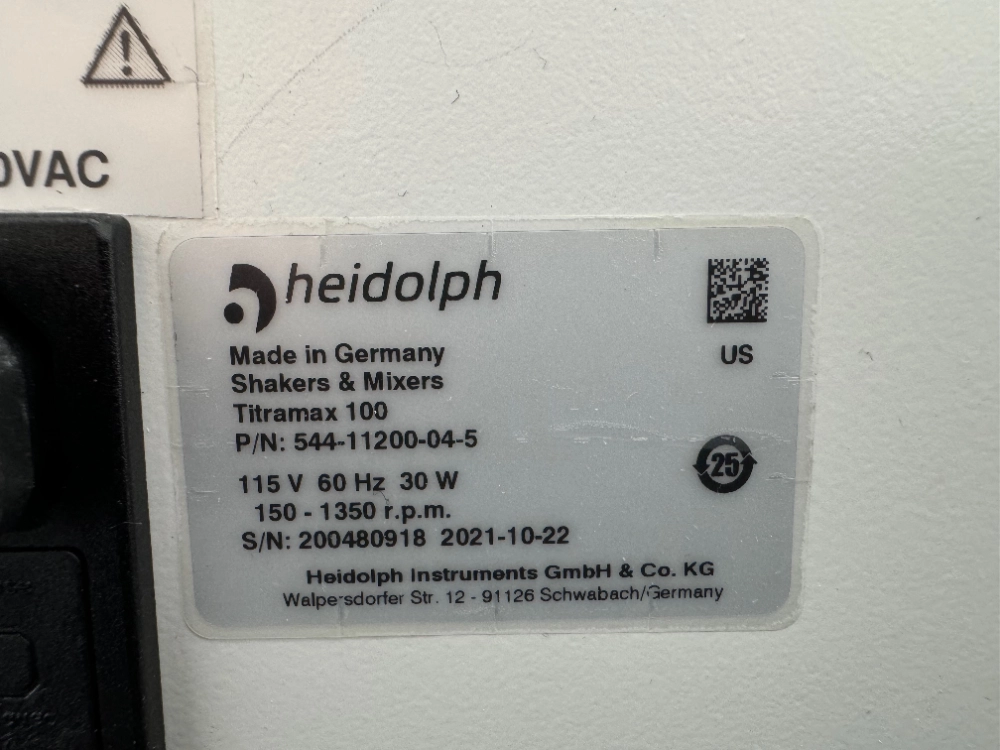 VAC
heidolph
US
Made in Germany
Shakers & Mixers
Titramax 100
P/N: 544-11200-04-5
25
115 V 60 Hz 30 W
150 - 1350 r.p.m.
S/N: 200480918 2021-10-22
Heidolph Instruments GmbH & Co. KG
Walpersdorfer Str. 12 - 91126 Schwabach/Germany